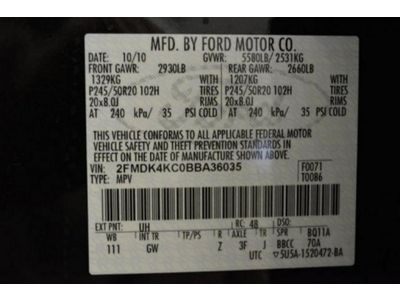 MFD. BY FORD MOTOR CO.
DATE: 10/10 GVWR: 5580LB/ 2531KG
FRONT GAWR: 2930LB REAR GAWR: 2660LB
1329KG WITH 1207KG WITH
P245/50R20 102H TIRES P245/50R20 102H TIRES
20x8.0J RIMS 20x8.0J RIMS
AT 240 kPa/ 35 PSI COLD AT 240 kPa/ 35 PSI COLD
THIS VEHICLE CONFORMS TO ALL APPLICABLE FEDERAL MOTOR
VEHICLE SAFETY AND THEFT PREVENTION STANDARDS IN EFFECT ON
THE DATE OF MANUFACTURE SHOWN ABOVE.
VIN: 2FMDK4KC0BBA36035 F0071
TYPE: MPV T0086
EXT PNT: UH RC: 4B DSO:
WB INT TR TP/PS R AXLE TR SPR BQ11A
111 GW Z 3F J BBCC 70A
UTC 5U5A-1520472-BA